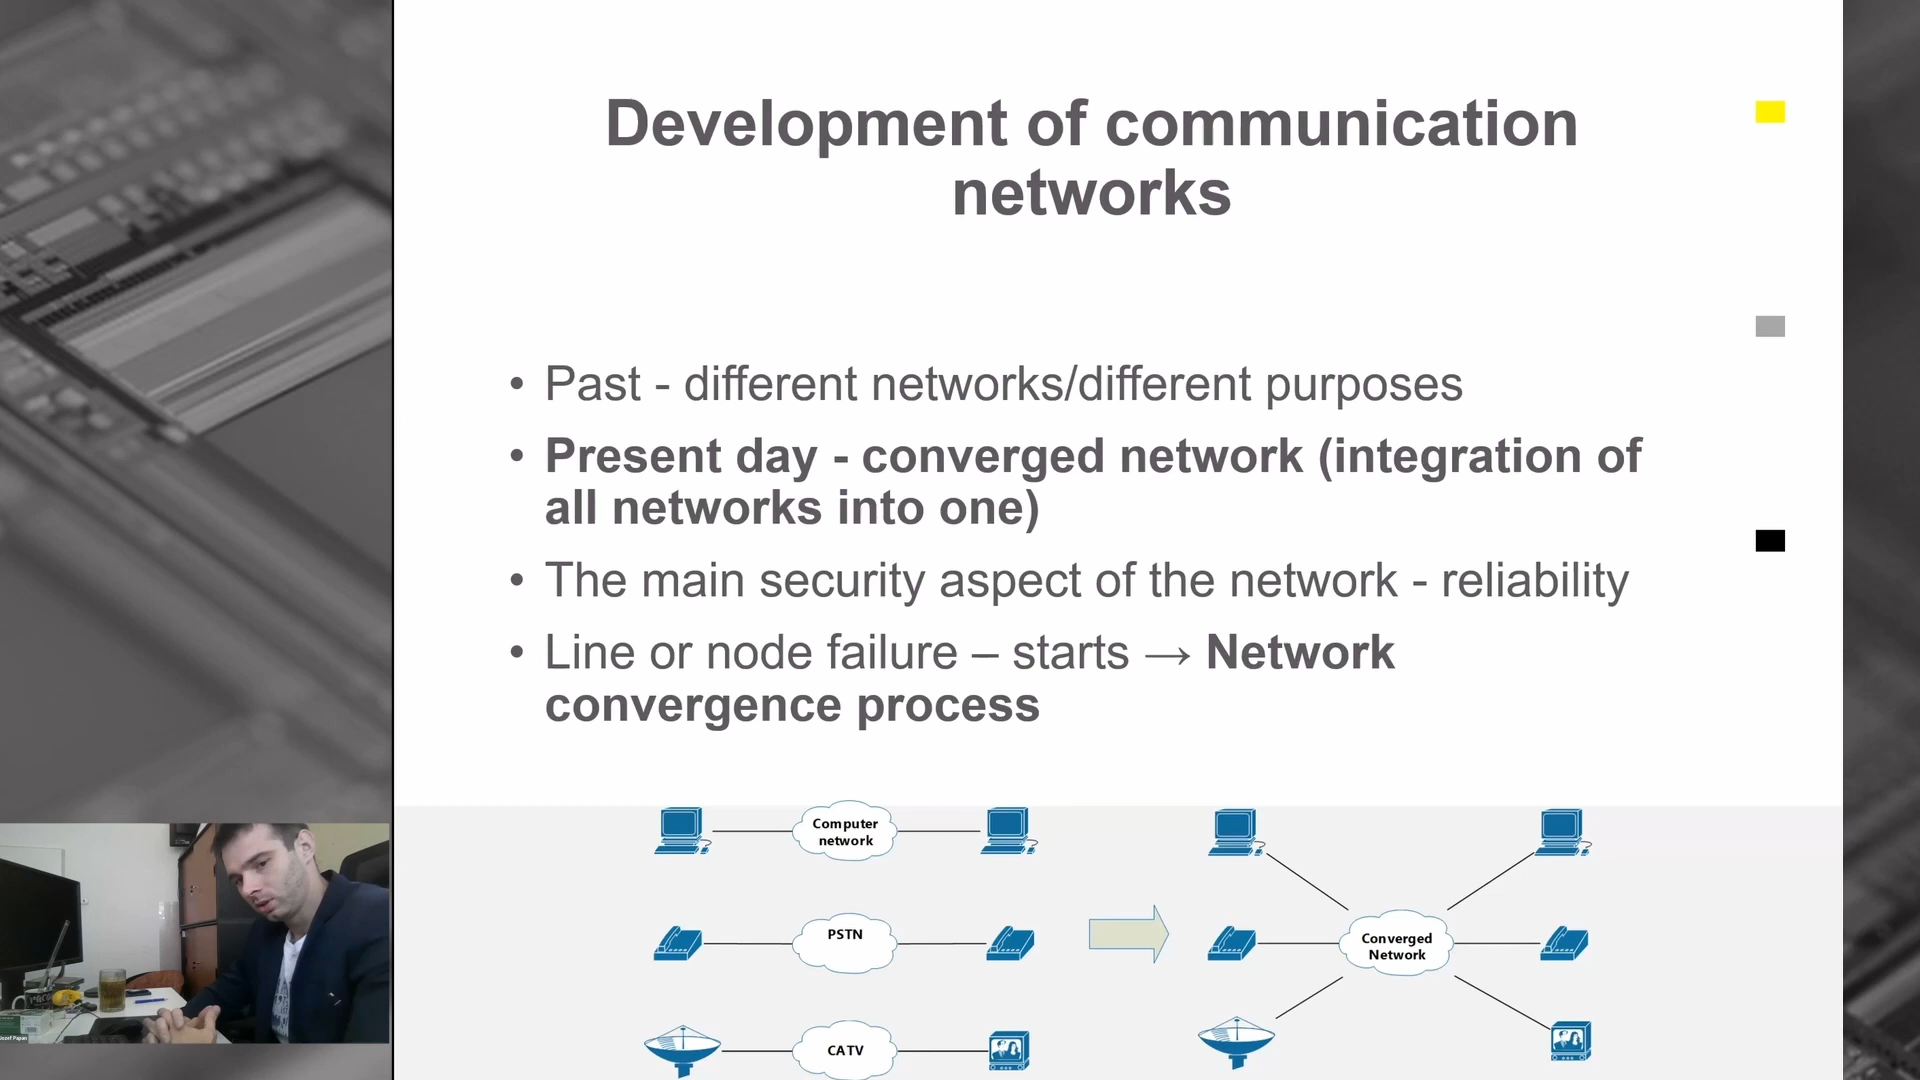 Development of communication
networks
• Past - different networks/different purposes
• Present day - converged network (integration of
all networks into one)
• The main security aspect of the network - reliability
• Line or node failure – starts → Network
convergence process
Computer
network
PSTN
CATV
Converged
Network
Jozef Papan